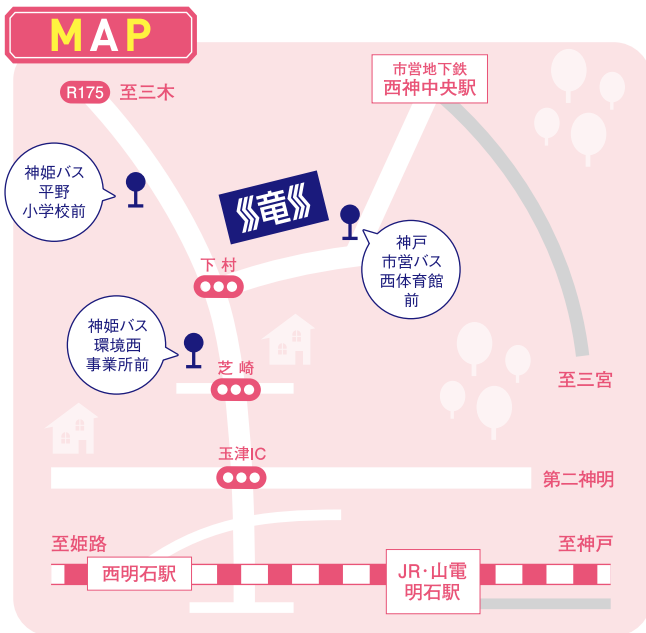 MAP
R175 至三木
市営地下鉄
西神中央駅
神姫バス
平野
小学校前
竜
神戸
市営バス
西体育館
前
下村
神姫バス
環境西
事業所前
芝崎
至三宮
玉津IC
第二神明
至姫路
至神戸
西明石駅
JR・山電
明石駅